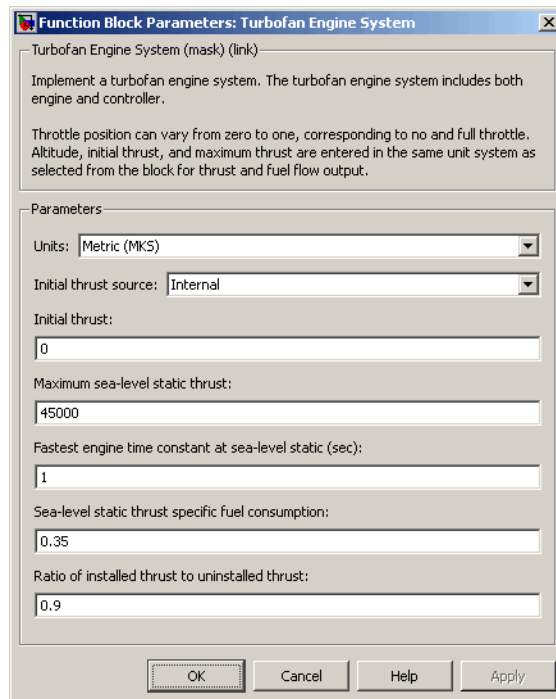 Function Block Parameters: Turbofan Engine System
Turbofan Engine System (mask) (link)
Implement a turbofan engine system. The turbofan engine system includes both
engine and controller.
Throttle position can vary from zero to one, corresponding to no and full throttle.
Altitude, initial thrust, and maximum thrust are entered in the same unit system as
selected from the block for thrust and fuel flow output.
Parameters
Units: Metric (MKS)
Initial thrust source: Internal
Initial thrust:
0
Maximum sea-level static thrust:
45000
Fastest engine time constant at sea-level static (sec):
1
Sea-level static thrust specific fuel consumption:
0.35
Ratio of installed thrust to uninstalled thrust:
0.9
OK Cancel Help Apply